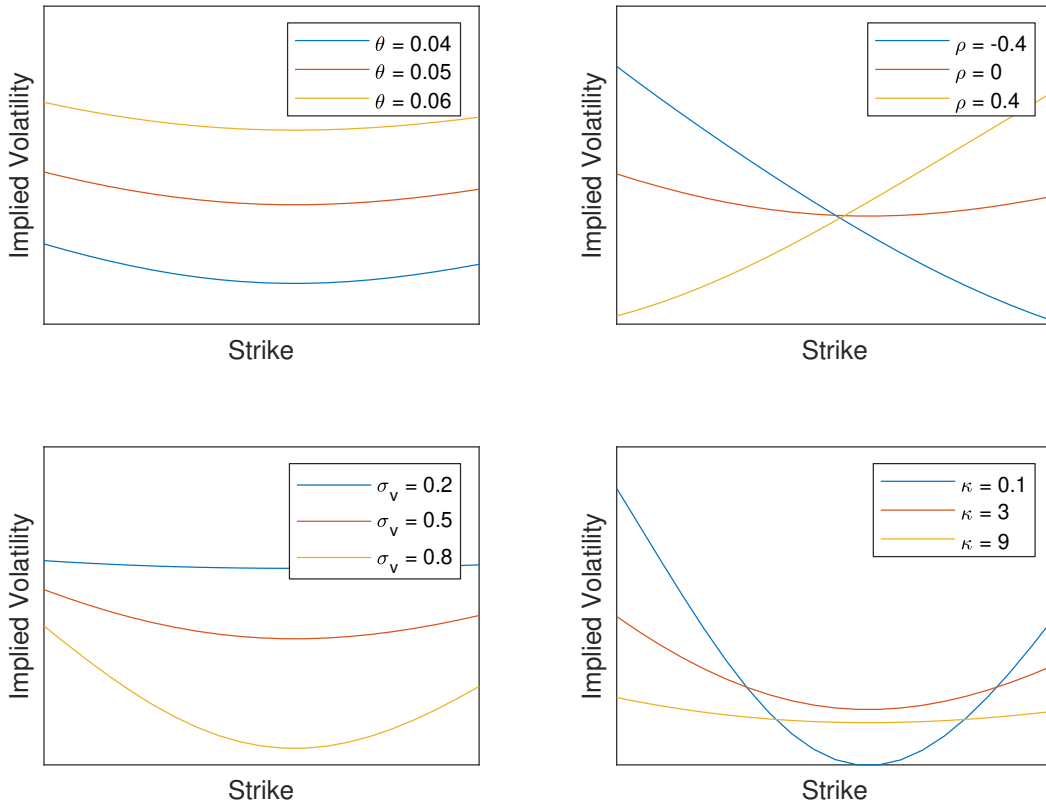 θ = 0.04
θ = 0.05
θ = 0.06
Implied Volatility
Strike
ρ = -0.4
ρ = 0
ρ = 0.4
Implied Volatility
Strike
σv = 0.2
σv = 0.5
σv = 0.8
Implied Volatility
Strike
κ = 0.1
κ = 3
κ = 9
Implied Volatility
Strike